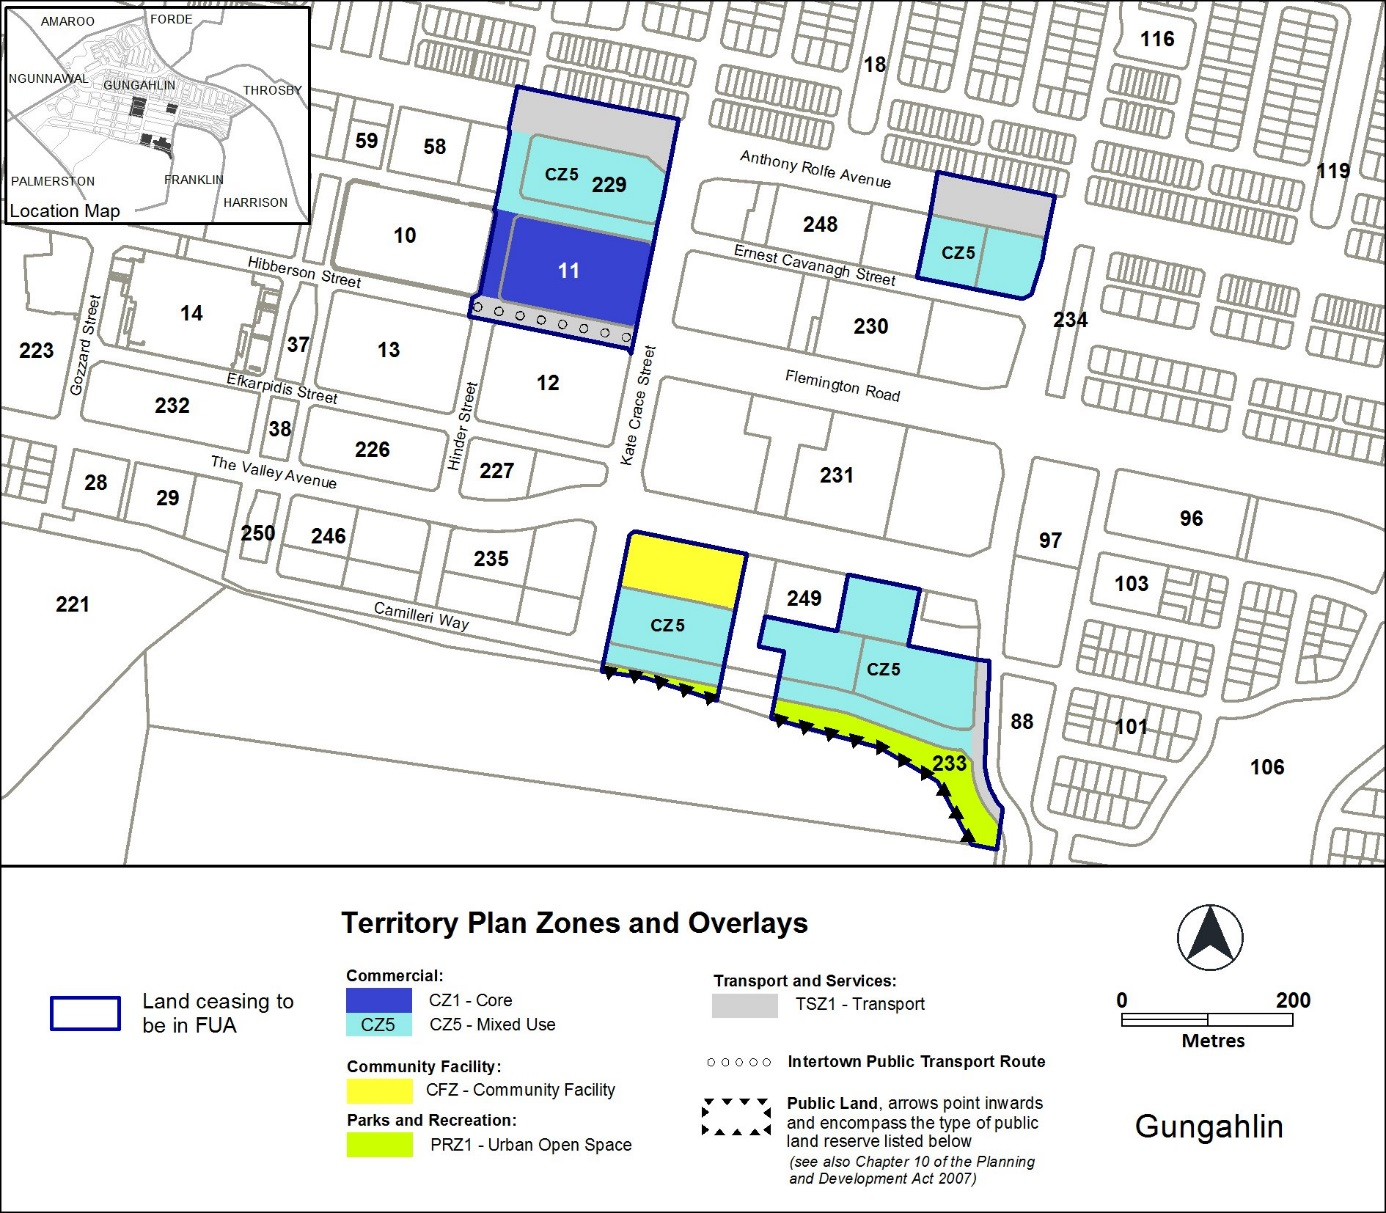 AMAROO
FORDE
NGUNNAWAL
GUNGAHLIN
THROSBY
PALMERSTON
FRANKLIN
HARRISON
Location Map
116
18
59
58
119
Anthony Rolfe Avenue
CZ5 229
10
248
CZ5
11
Ernest Cavanagh Street
Hibberson Street
14
230
234
223
Gozzard Street
37
13
12
Flemington Road
Efkarpidis Street
232
38
Hinder Street
Kate Crace Street
226
227
231
The Valley Avenue
28
29
250
246
235
96
97
221
Camilleri Way
249
103
CZ5
CZ5
88
101
233
106
Territory Plan Zones and Overlays
Land ceasing to
be in FUA
Commercial:
CZ1 - Core
CZ5 CZ5 - Mixed Use
Community Facility:
CFZ - Community Facility
Parks and Recreation:
PRZ1 - Urban Open Space
Transport and Services:
TSZ1 - Transport
Intertown Public Transport Route
Public Land, arrows point inwards
and encompass the type of public
land reserve listed below
(see also Chapter 10 of the Planning
and Development Act 2007)
0 200
Metres
Gungahlin